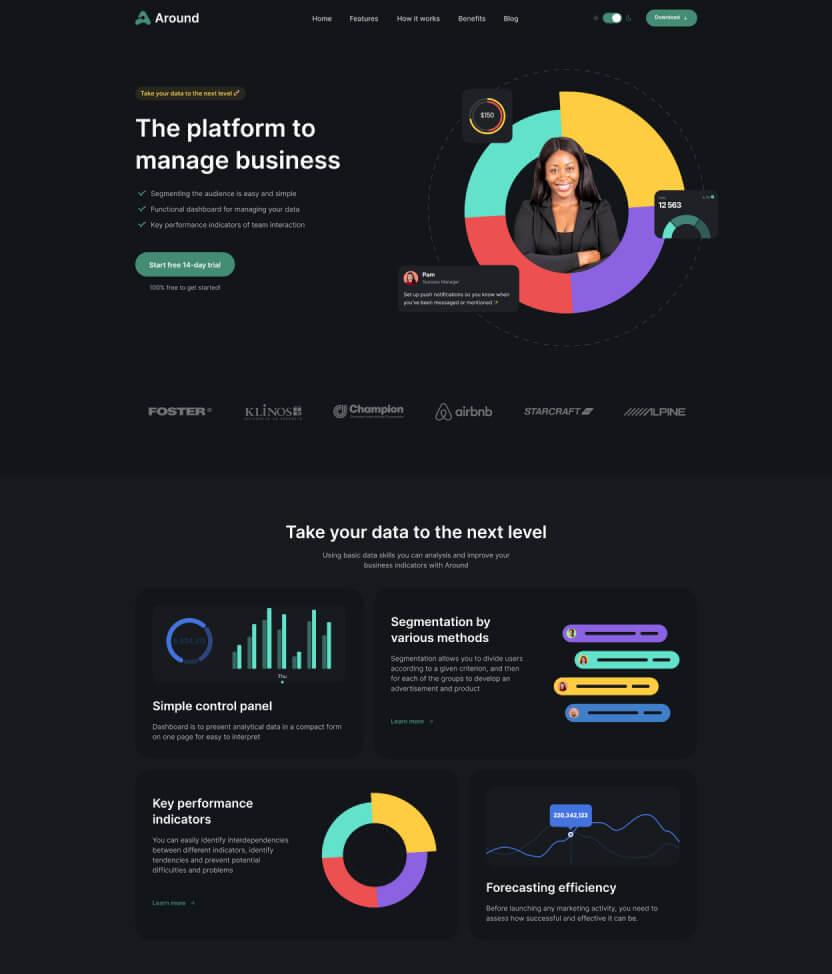 Around
Home Features How it works Benefits Blog
Download ↓
Take your data to the next level 🚀
The platform to
manage business
Segmenting the audience is easy and simple
Functional dashboard for managing your data
Key performance indicators of team interaction
Start free 14-day trial
100% free to get started!
$150
12 563
Pam
Success Manager
Set up push notifications so you know when
you've been messaged or mentioned ✨
FOSTER
KLINOS
Champion
airbnb
STARCRAFT
ALPINE
Take your data to the next level
Using basic data skills you can analysis and improve your
business indicators with Around
Thu
Simple control panel
Dashboard is to present analytical data in a compact form
on one page for easy to interpret
Segmentation by
various methods
Segmentation allows you to divide users
according to a given criterion, and then
for each of the groups to develop an
advertisement and product
Learn more →
Key performance
indicators
You can easily identify interdependencies
between different indicators, identify
tendencies and prevent potential
difficulties and problems
Learn more →
220,342,123
Forecasting efficiency
Before launching any marketing activity, you need to
assess how successful and effective it can be.